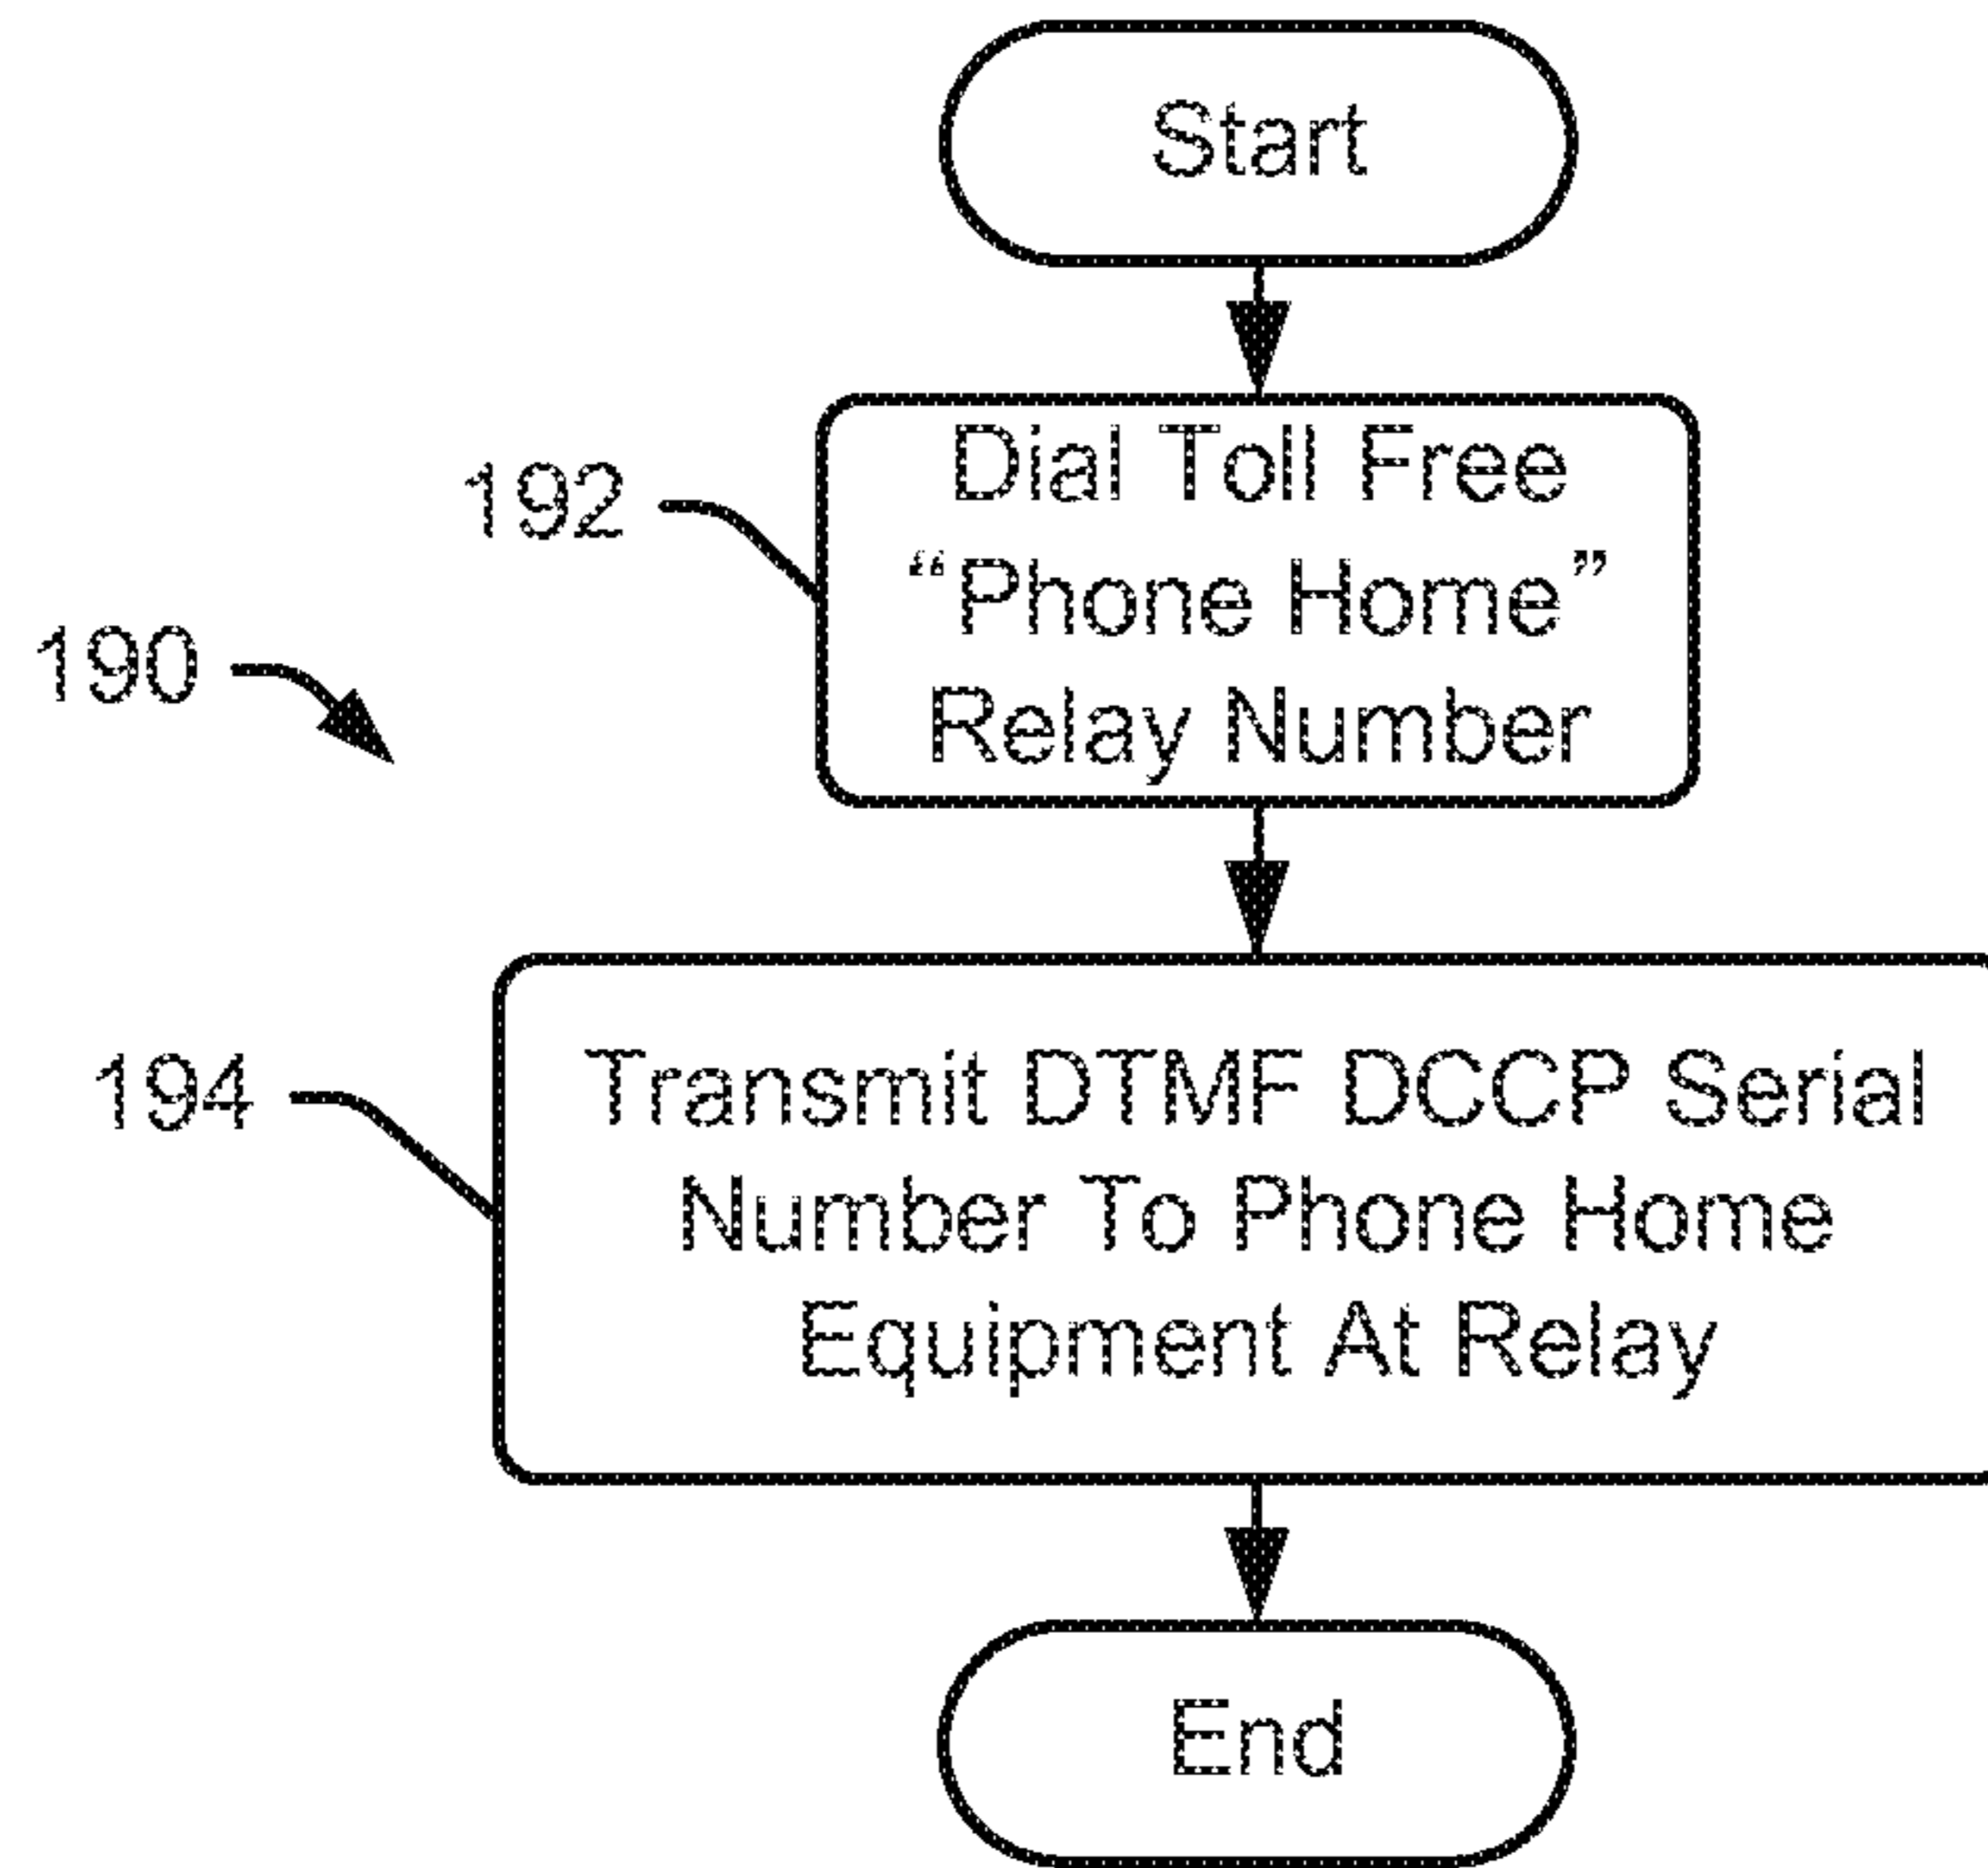 Start
Dial Toll Free
“Phone Home”
Relay Number
192
190
Transmit DTMF DCCP Serial
Number To Phone Home
Equipment At Relay
194
End